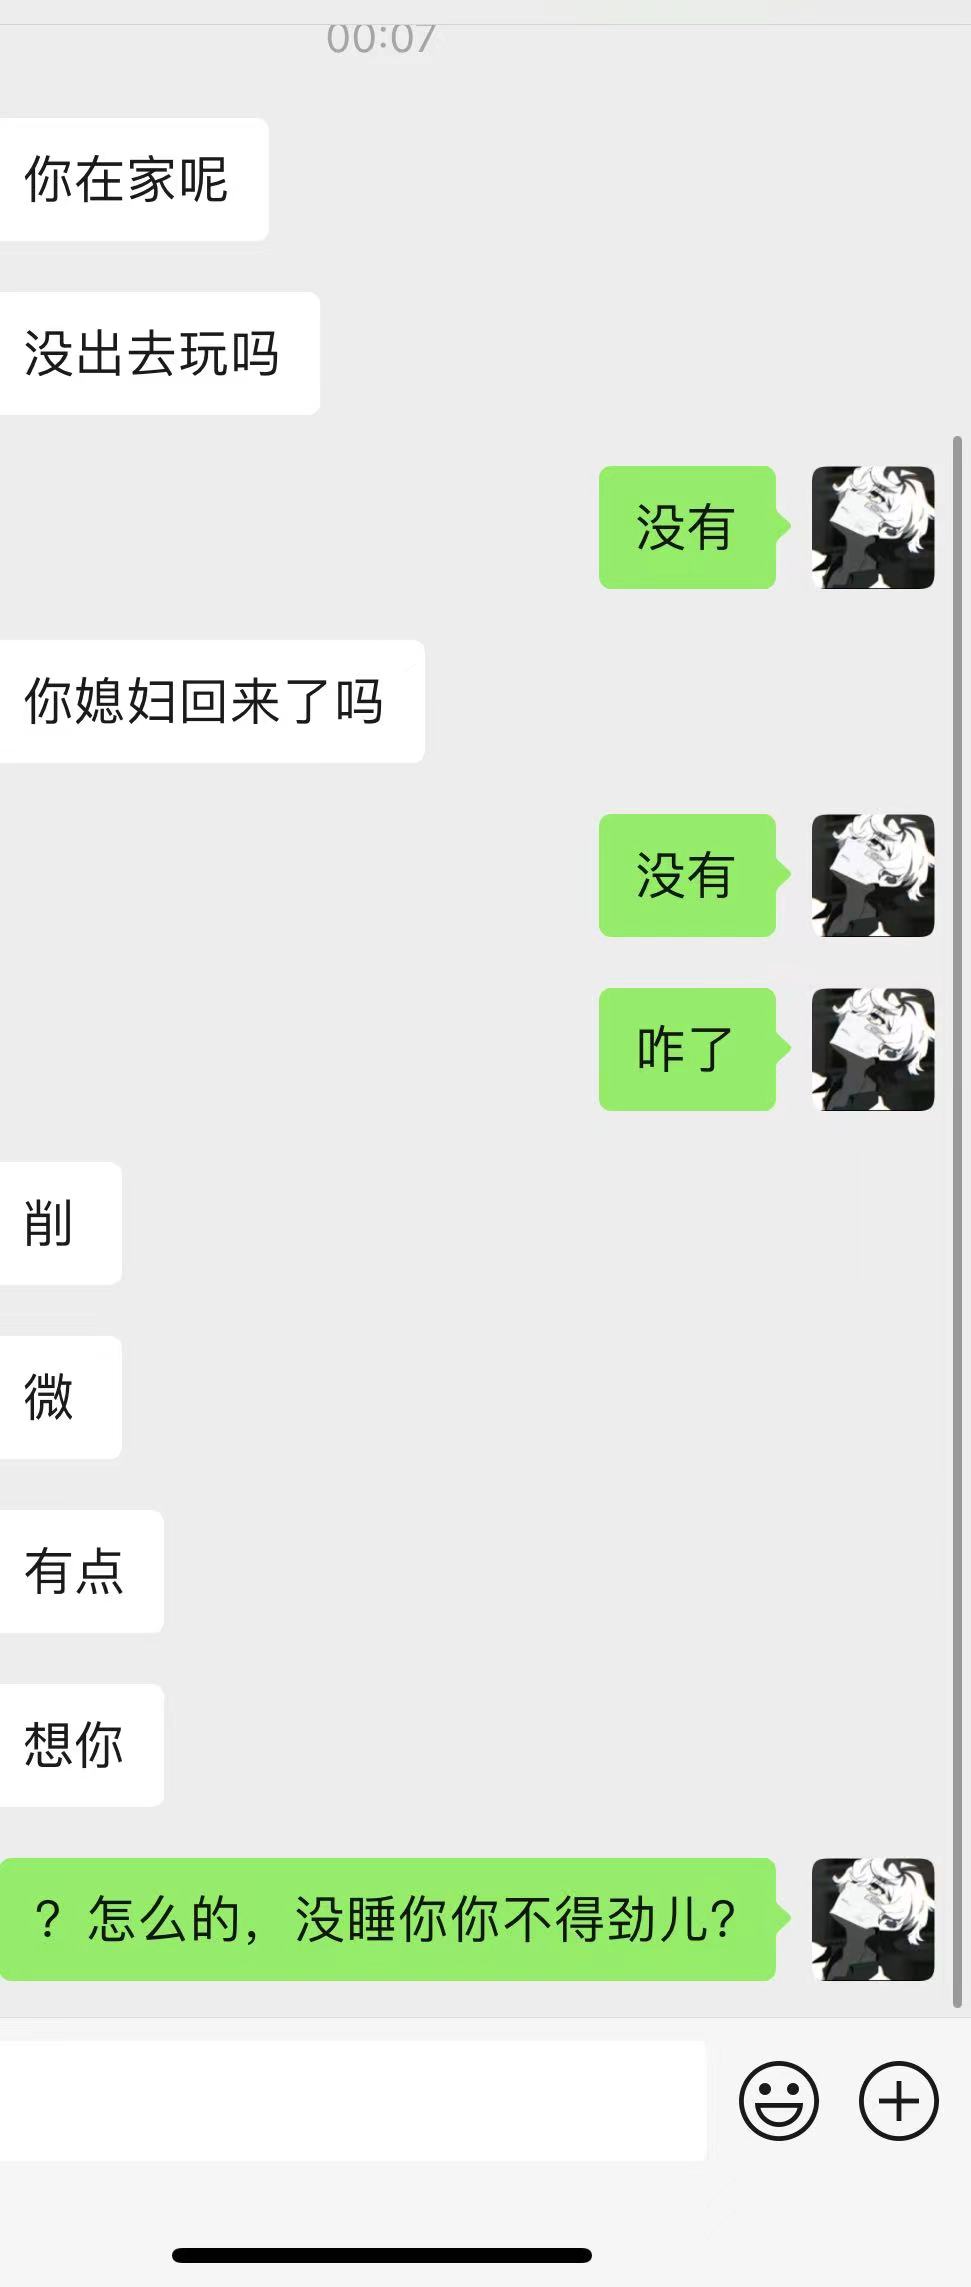 00:07
你在家呢
没出去玩吗
没有
你媳妇回来了吗
没有
咋了
削
微
有点
想你
？怎么的，没睡你你不得劲儿？